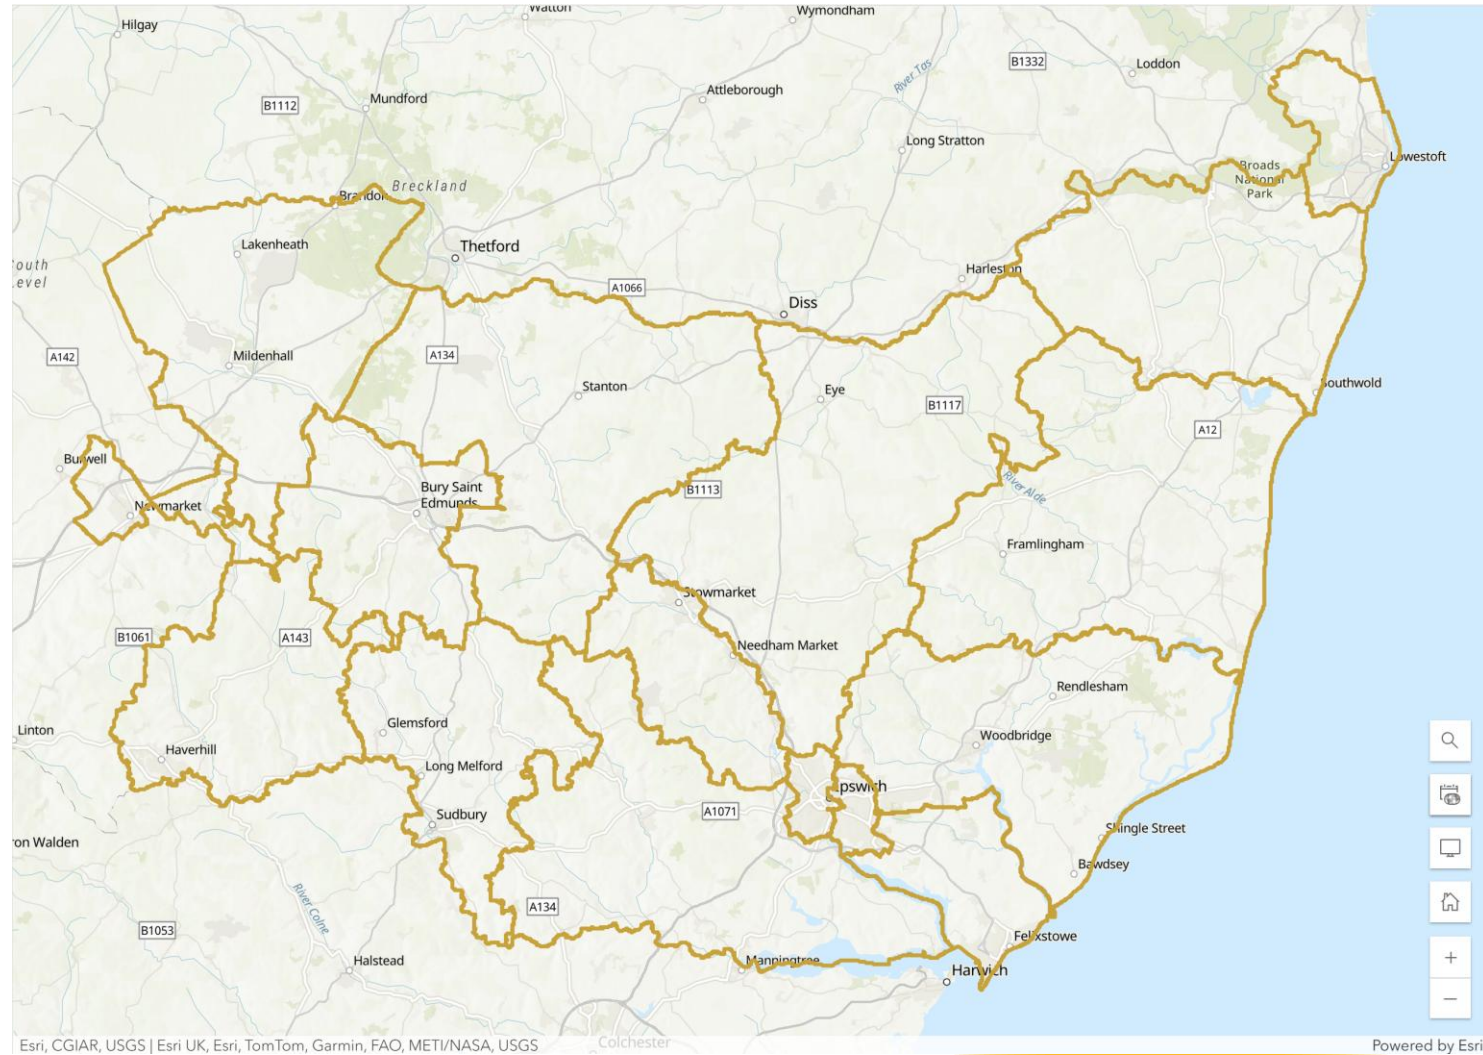 Watton
Wymondham
Hilgay
B1332
Loddon
Mundford
B1112
Attleborough
River Tas
Long Stratton
Lowestoft
Broads
National
Park
Breckland
Brandon
Thetford
Lakenheath
South
Level
Harleston
A1066
Diss
A142
Mildenhall
A134
Stanton
Eye
B1117
Southwold
A12
Burwell
Bury Saint
Edmunds
B1113
River Alde
Newmarket
Framlingham
Stowmarket
B1061
A143
Needham Market
Rendlesham
Glemsford
Linton
Haverhill
Woodbridge
Long Melford
Ipswich
A1071
Sudbury
Shingle Street
ron Walden
Bawdsey
River Colne
A134
B1053
Felixstowe
Halstead
Manningtree
Harwich
Colchester
Esri, CGIAR, USGS | Esri UK, Esri, TomTom, Garmin, FAO, METI/NASA, USGS
Powered by Esri